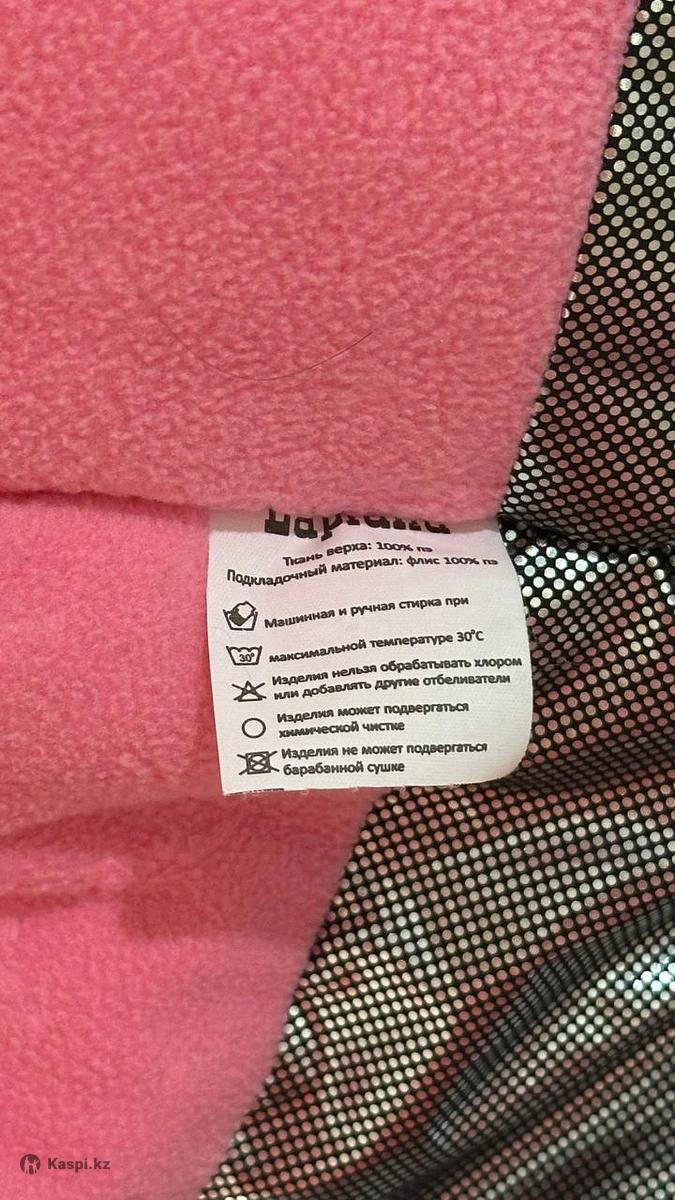 Ткань верха: 100% пэ
Подкладочный материал: флис 100% пэ
Машинная и ручная стирка при
30°
максимальной температуре 30°С
Изделия нельзя обрабатывать хлором
или добавлять другие отбеливатели
Изделия может подвергаться
химической чистке
Изделия не может подвергаться
барабанной сушке
Kaspi.kz